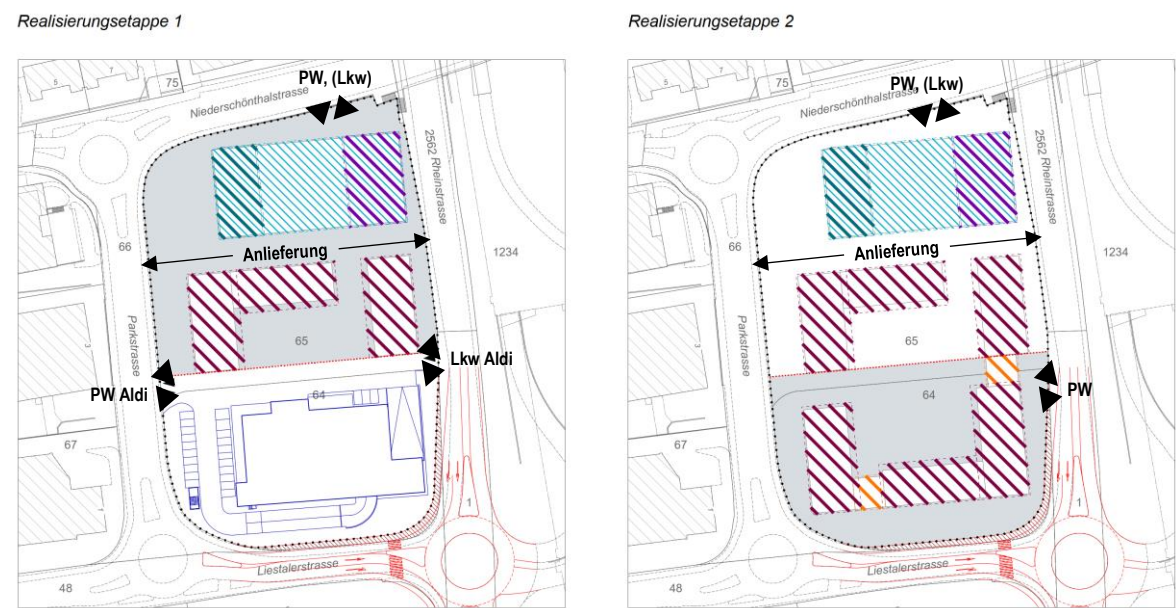 Realisierungsetappe 1
PW, (Lkw)
5
7
75
Niederschönthalstrasse
2562 Rheinstrasse
66
Anlieferung
1234
Parkstrasse
65
3
PW Aldi
Lkw Aldi
64
67
1
Liestalerstrasse
48
Realisierungsetappe 2
PW, (Lkw)
5
7
75
Niederschönthalstrasse
2562 Rheinstrasse
66
Anlieferung
1234
Parkstrasse
65
3
64
PW
67
1
Liestalerstrasse
48